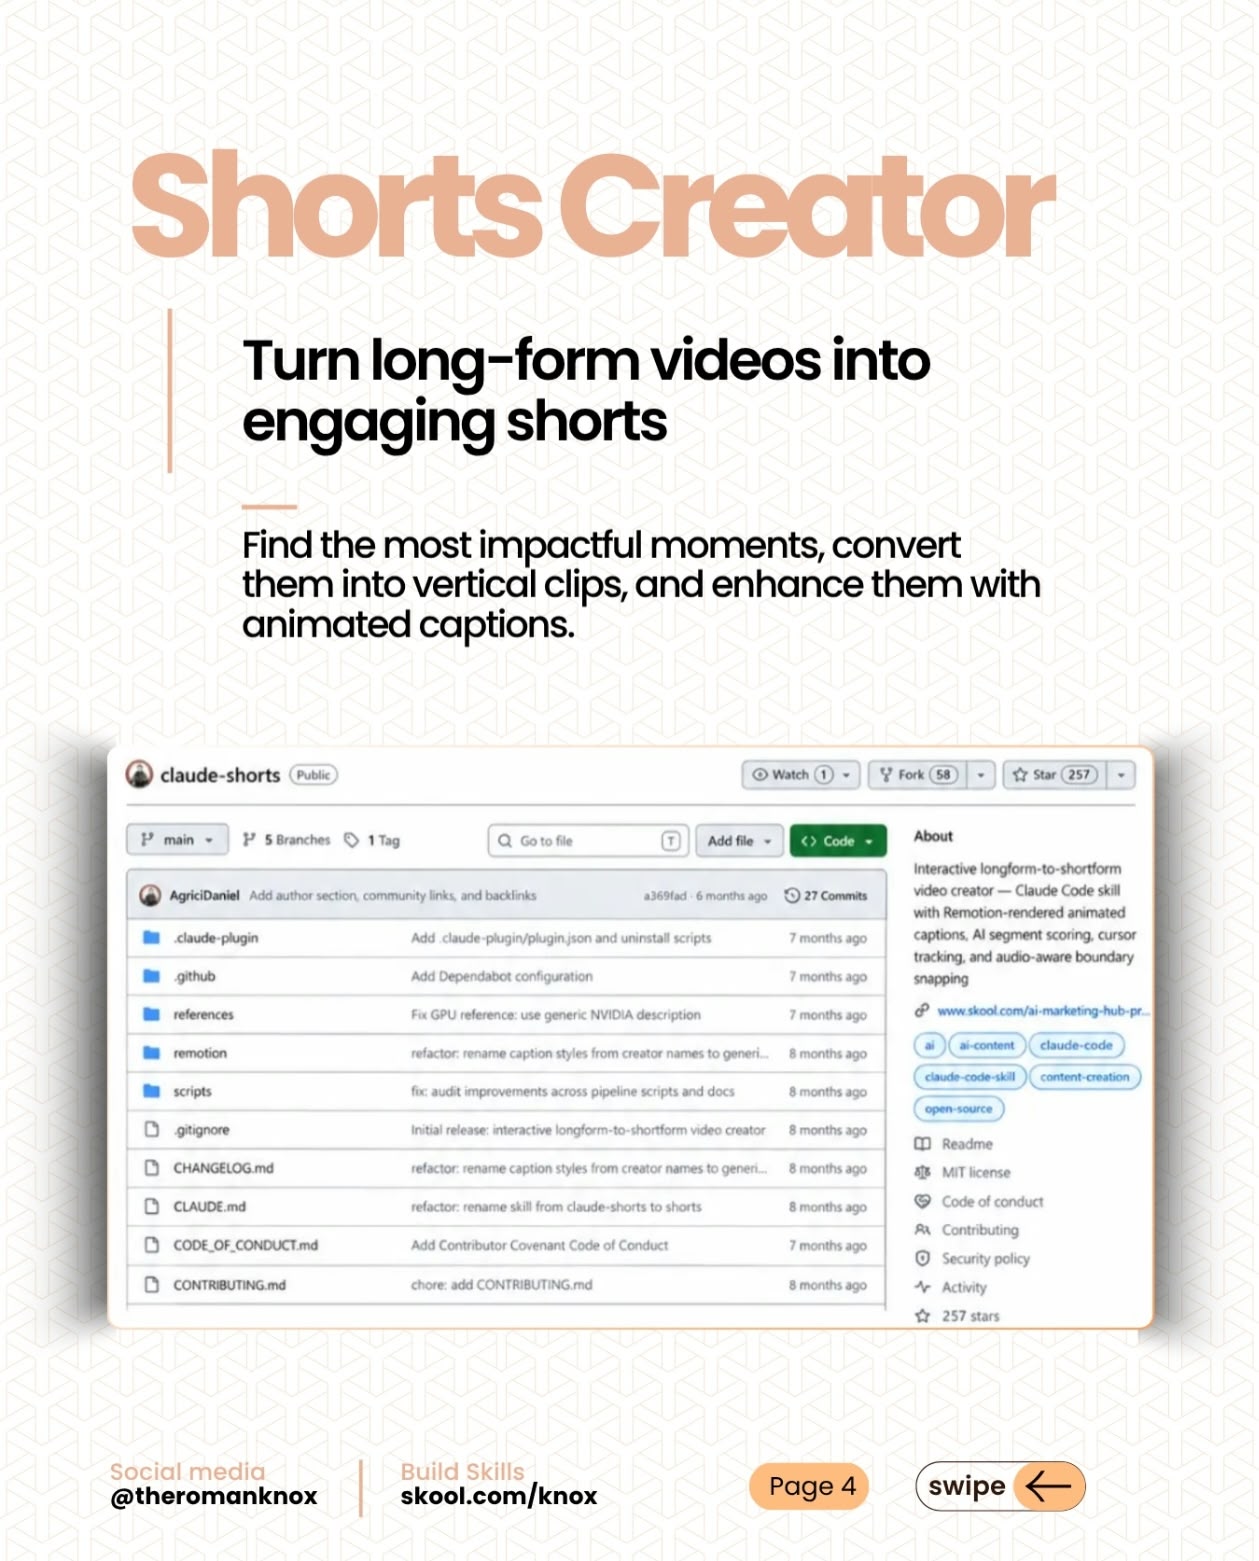 Shorts Creator
Turn long-form videos into
engaging shorts
Find the most impactful moments, convert
them into vertical clips, and enhance them with
animated captions.
claude-shorts Public
Watch 1
Fork 58
Star 257
main
5 Branches
1 Tag
Go to file T
Add file
<> Code
AgriciDaniel Add author section, community links, and backlinks a369fad · 6 months ago 27 Commits
.claude-plugin Add .claude-plugin/plugin.json and uninstall scripts 7 months ago
.github Add Dependabot configuration 7 months ago
references Fix GPU reference: use generic NVIDIA description 7 months ago
remotion refactor: rename caption styles from creator names to generi... 8 months ago
scripts fix: audit improvements across pipeline scripts and docs 8 months ago
.gitignore Initial release: interactive longform-to-shortform video creator 8 months ago
CHANGELOG.md refactor: rename caption styles from creator names to generi... 8 months ago
CLAUDE.md refactor: rename skill from claude-shorts to shorts 8 months ago
CODE_OF_CONDUCT.md Add Contributor Covenant Code of Conduct 7 months ago
CONTRIBUTING.md chore: add CONTRIBUTING.md 8 months ago
About
Interactive longform-to-shortform
video creator — Claude Code skill
with Remotion-rendered animated
captions, AI segment scoring, cursor
tracking, and audio-aware boundary
snapping
www.skool.com/ai-marketing-hub-pr...
ai ai-content claude-code
claude-code-skill content-creation
open-source
Readme
MIT license
Code of conduct
Contributing
Security policy
Activity
257 stars
Social media
@theromanknox
Build Skills
skool.com/knox
Page 4
swipe